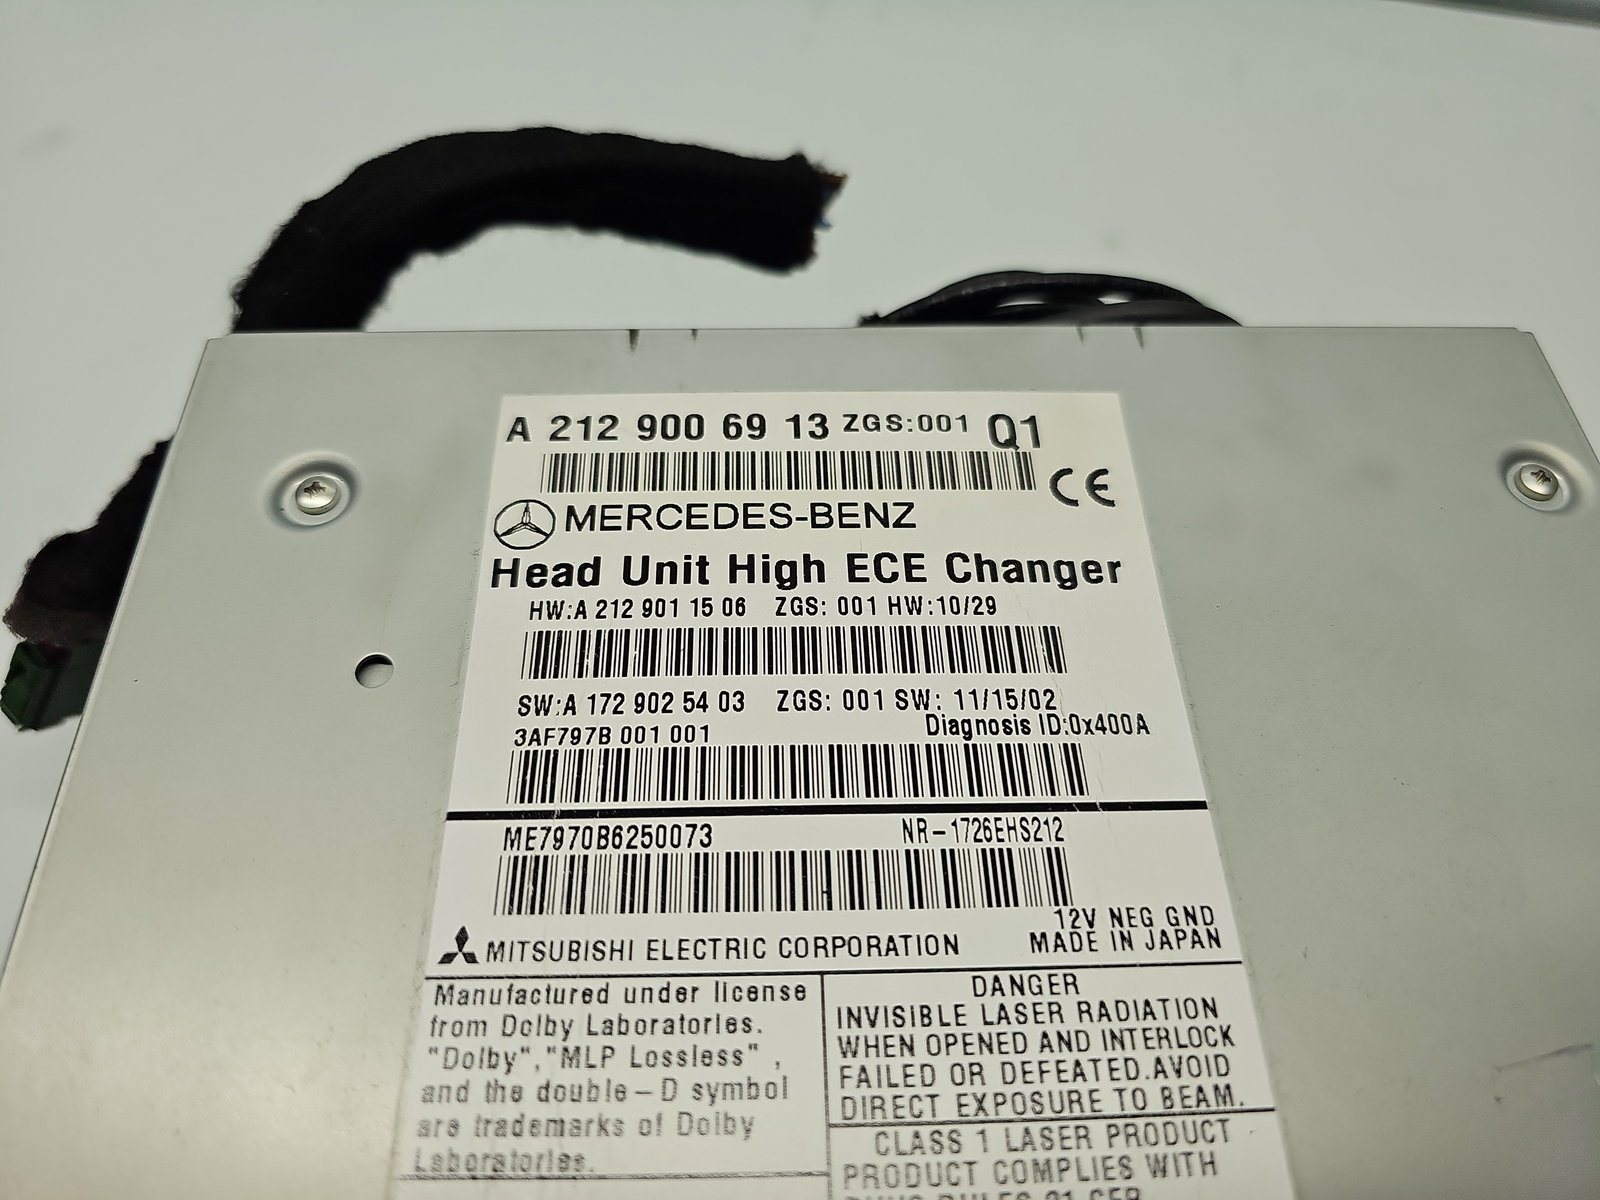 A 212 900 69 13 ZGS:001 Q1
CE
MERCEDES-BENZ
Head Unit High ECE Changer
HW:A 212 901 15 06 ZGS: 001 HW:10/29
SW:A 172 902 54 03 ZGS: 001 SW: 11/15/02
3AF797B 001 001 Diagnosis ID:0x400A
ME7970B6250073 NR-1726EHS212
12V NEG GND
MITSUBISHI ELECTRIC CORPORATION MADE IN JAPAN
Manufactured under license
from Dolby Laboratories.
"Dolby","MLP Lossless",
and the double-D symbol
are trademarks of Dolby
Laboratories.
DANGER
INVISIBLE LASER RADIATION
WHEN OPENED AND INTERLOCK
FAILED OR DEFEATED.AVOID
DIRECT EXPOSURE TO BEAM.
CLASS 1 LASER PRODUCT
PRODUCT COMPLIES WITH
RULES 21 CFR